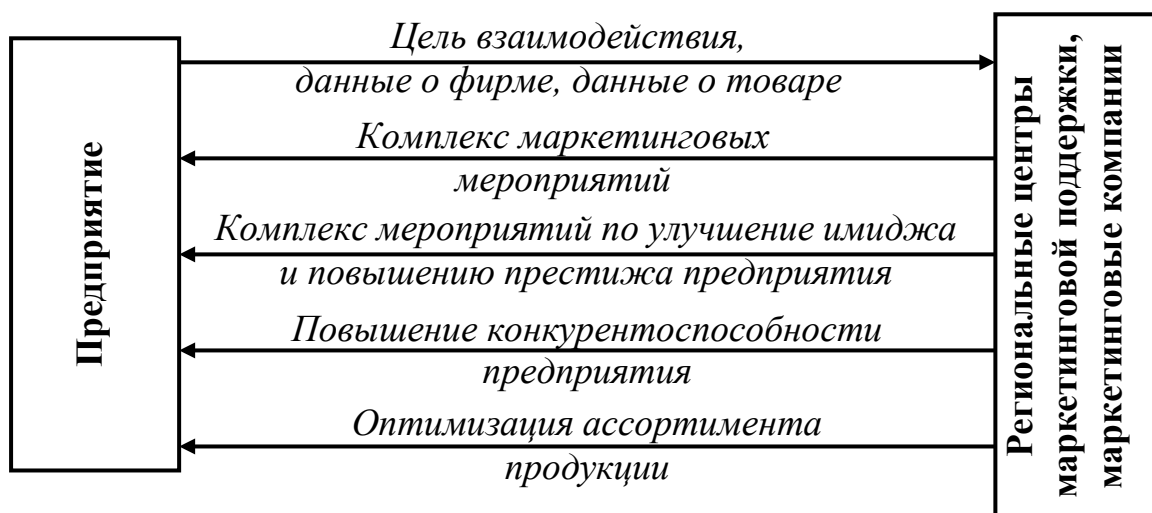 Предприятие
Цель взаимодействия,
данные о фирме, данные о товаре
Комплекс маркетинговых
мероприятий
Комплекс мероприятий по улучшение имиджа
и повышению престижа предприятия
Повышение конкурентоспособности
предприятия
Оптимизация ассортимента
продукции
Региональные центры
маркетинговой поддержки,
маркетинговые компании